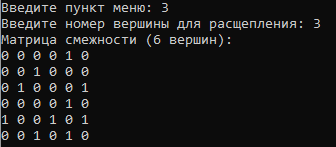 Введите пункт меню: 3
Введите номер вершины для расщепления: 3
Матрица смежности (6 вершин):
0 0 0 0 1 0
0 0 1 0 0 0
0 1 0 0 0 1
0 0 0 0 1 0
1 0 0 1 0 1
0 0 1 0 1 0